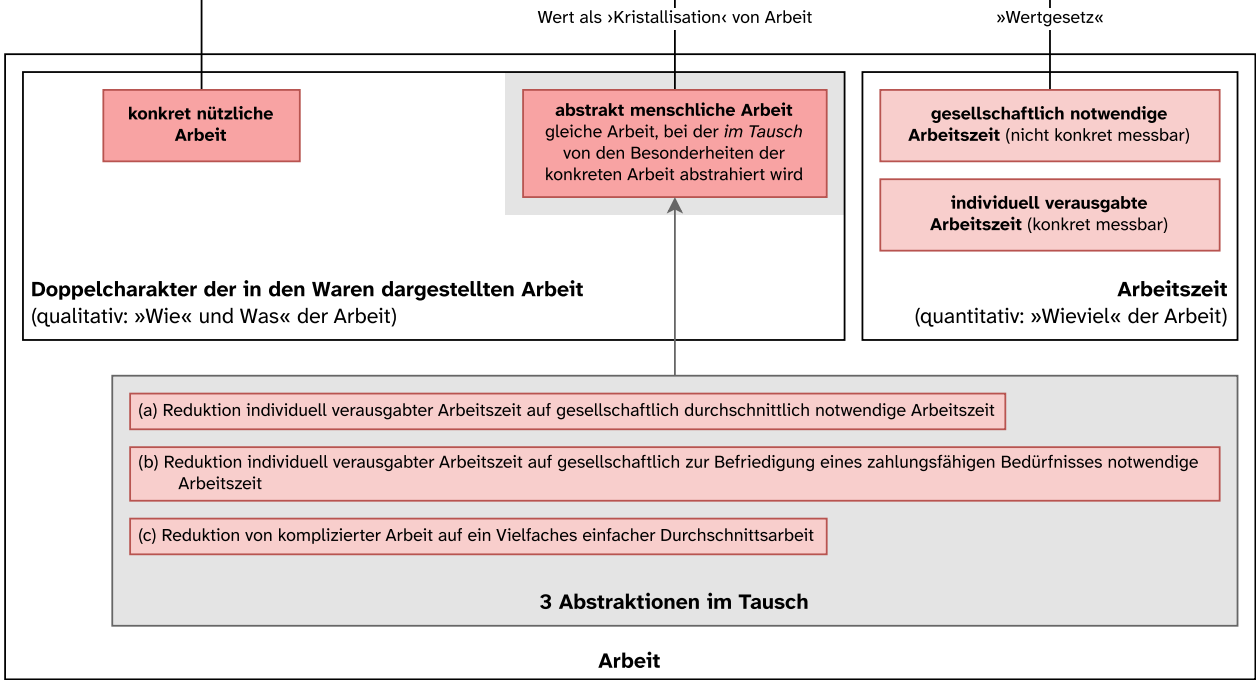 Wert als ›Kristallisation‹ von Arbeit
»Wertgesetz«
konkret nützliche
Arbeit
abstrakt menschliche Arbeit
gleiche Arbeit, bei der im Tausch
von den Besonderheiten der
konkreten Arbeit abstrahiert wird
gesellschaftlich notwendige
Arbeitszeit (nicht konkret messbar)
individuell verausgabte
Arbeitszeit (konkret messbar)
Doppelcharakter der in den Waren dargestellten Arbeit
(qualitativ: »Wie« und Was« der Arbeit)
Arbeitszeit
(quantitativ: »Wieviel« der Arbeit)
(a) Reduktion individuell verausgabter Arbeitszeit auf gesellschaftlich durchschnittlich notwendige Arbeitszeit
(b) Reduktion individuell verausgabter Arbeitszeit auf gesellschaftlich zur Befriedigung eines zahlungsfähigen Bedürfnisses notwendige
Arbeitszeit
(c) Reduktion von komplizierter Arbeit auf ein Vielfaches einfacher Durchschnittsarbeit
3 Abstraktionen im Tausch
Arbeit